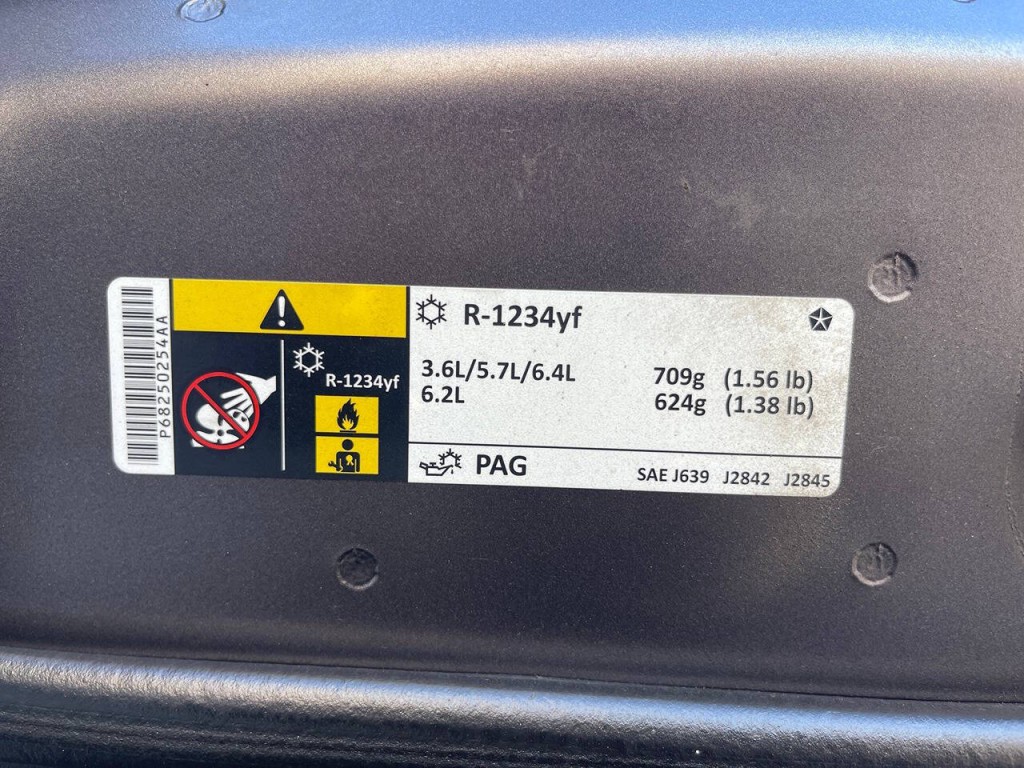 P68250254AA
R-1234yf
R-1234yf
3.6L/5.7L/6.4L 709g (1.56 lb)
6.2L 624g (1.38 lb)
PAG SAE J639 J2842 J2845